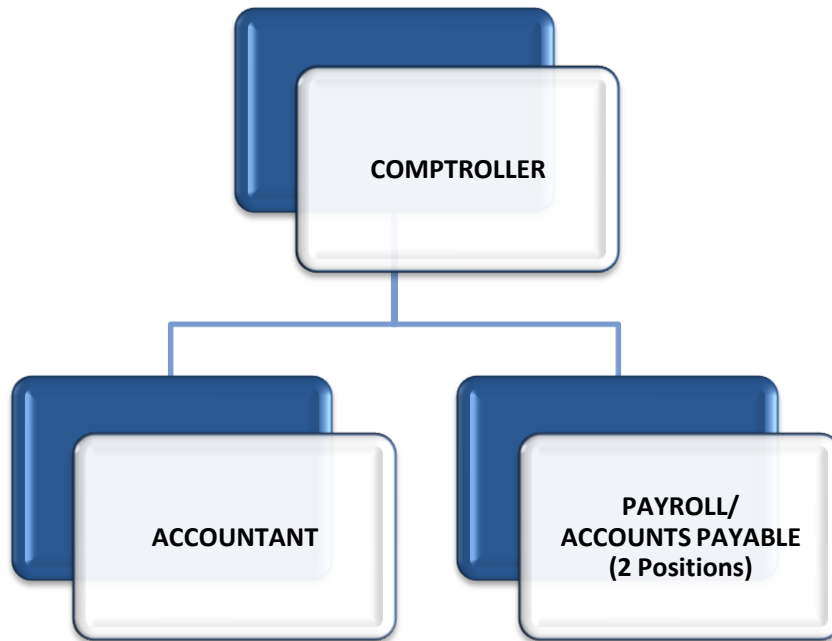 COMPTROLLER
ACCOUNTANT
PAYROLL/
ACCOUNTS PAYABLE
(2 Positions)